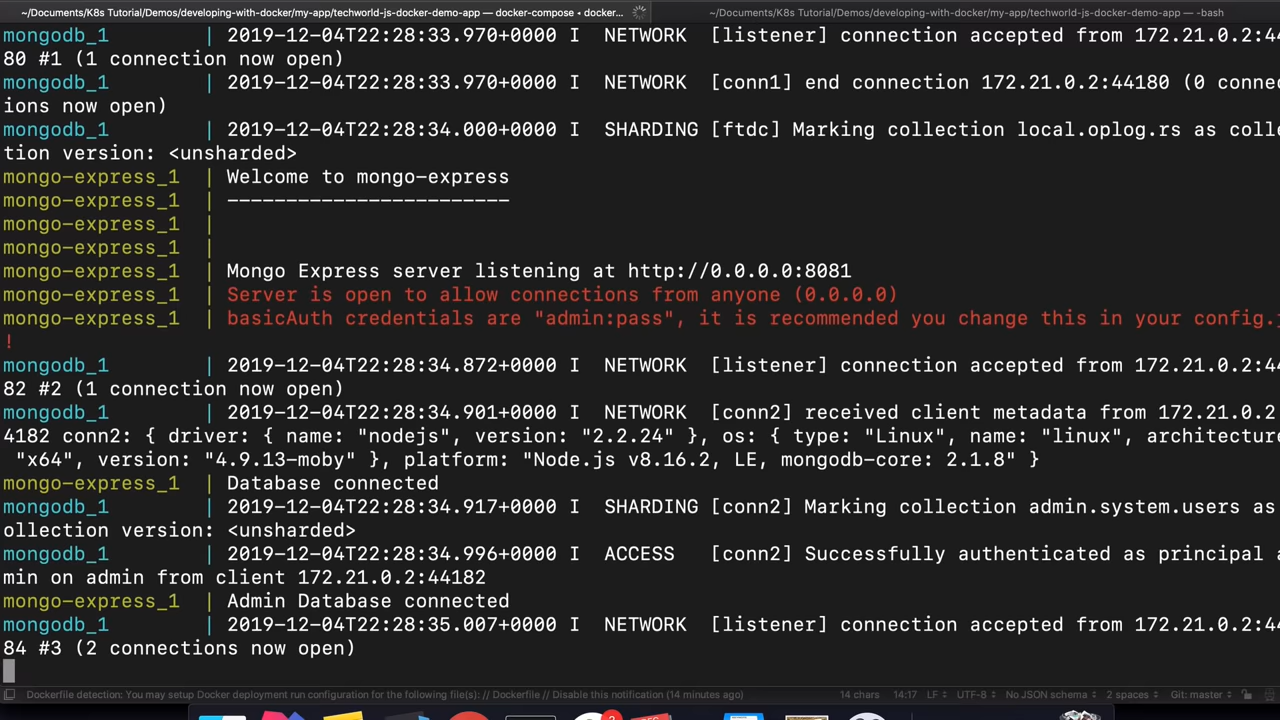 ~/Documents/K8s Tutorial/Demos/developing-with-docker/my-app/techworld-js-docker-demo-app — docker-compose ◂ docker... ~/Documents/K8s Tutorial/Demos/developing-with-docker/my-app/techworld-js-docker-demo-app — -bash
mongodb_1 | 2019-12-04T22:28:33.970+0000 I NETWORK [listener] connection accepted from 172.21.0.2:44
80 #1 (1 connection now open)
mongodb_1 | 2019-12-04T22:28:33.970+0000 I NETWORK [conn1] end connection 172.21.0.2:44180 (0 connec
ions now open)
mongodb_1 | 2019-12-04T22:28:34.000+0000 I SHARDING [ftdc] Marking collection local.oplog.rs as coll
tion version: <unsharded>
mongo-express_1 | Welcome to mongo-express
mongo-express_1 | ------------------------
mongo-express_1 |
mongo-express_1 |
mongo-express_1 | Mongo Express server listening at http://0.0.0.0:8081
mongo-express_1 | Server is open to allow connections from anyone (0.0.0.0)
mongo-express_1 | basicAuth credentials are "admin:pass", it is recommended you change this in your config.j
!
mongodb_1 | 2019-12-04T22:28:34.872+0000 I NETWORK [listener] connection accepted from 172.21.0.2:44
82 #2 (1 connection now open)
mongodb_1 | 2019-12-04T22:28:34.901+0000 I NETWORK [conn2] received client metadata from 172.21.0.2
4182 conn2: { driver: { name: "nodejs", version: "2.2.24" }, os: { type: "Linux", name: "linux", architecture
"x64", version: "4.9.13-moby" }, platform: "Node.js v8.16.2, LE, mongodb-core: 2.1.8" }
mongo-express_1 | Database connected
mongodb_1 | 2019-12-04T22:28:34.917+0000 I SHARDING [conn2] Marking collection admin.system.users as
ollection version: <unsharded>
mongodb_1 | 2019-12-04T22:28:34.996+0000 I ACCESS [conn2] Successfully authenticated as principal a
min on admin from client 172.21.0.2:44182
mongo-express_1 | Admin Database connected
mongodb_1 | 2019-12-04T22:28:35.007+0000 I NETWORK [listener] connection accepted from 172.21.0.2:44
84 #3 (2 connections now open)
Dockerfile detection: You may setup Docker deployment run configuration for the following file(s): // Dockerfile // Disable this notification (14 minutes ago) 14 chars 14:17 LF UTF-8 No JSON schema 2 spaces Git: master